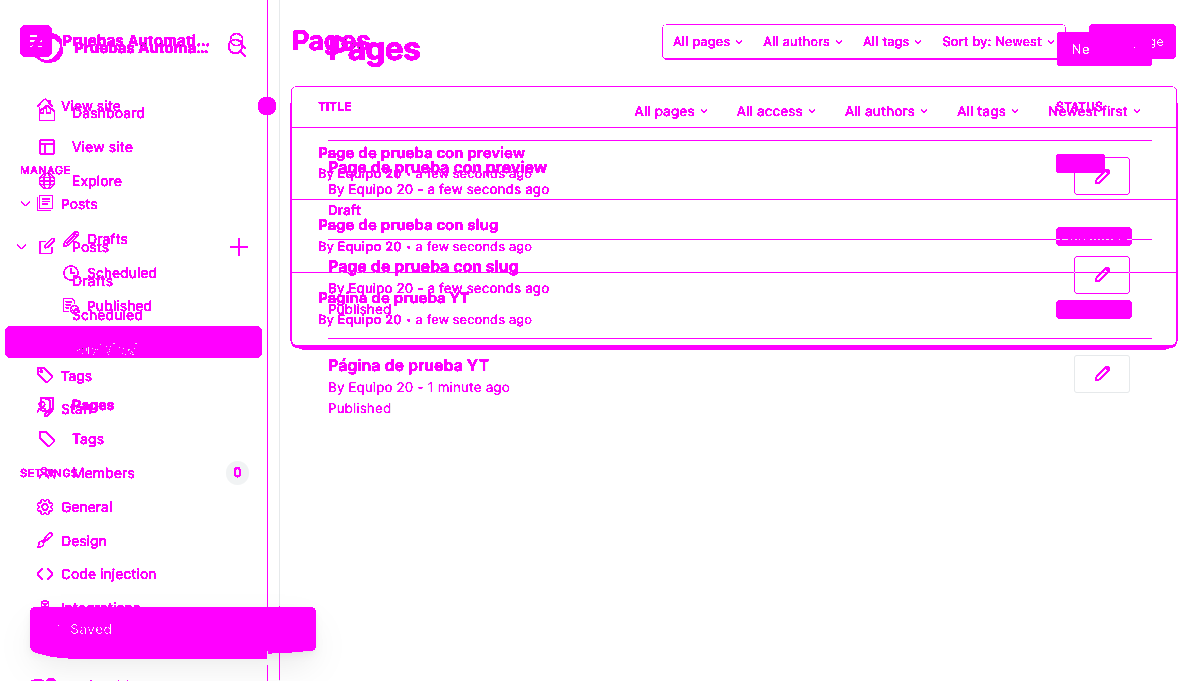 Pruebas Automati...
Pruebas Automa...
View site
Dashboard
View site
MANAGE
Explore
Posts
Drafts
Posts
Scheduled
Drafts
Published
Scheduled
Tags
Pages
Staff
Tags
SETTINGS
Members
0
General
Design
Code injection
Integrations
Saved
Pages
Pages
All pages
All authors
All tags
Sort by: Newest
TITLE
STATUS
All pages
All access
All authors
All tags
Newest first
Page de prueba con preview
By Equipo 20 • a few seconds ago
Page de prueba con preview
By Equipo 20 - a few seconds ago
Draft
Page de prueba con slug
By Equipo 20 • a few seconds ago
Page de prueba con slug
By Equipo 20 - a few seconds ago
Published
Página de prueba YT
By Equipo 20 • a few seconds ago
Página de prueba YT
By Equipo 20 - 1 minute ago
Published